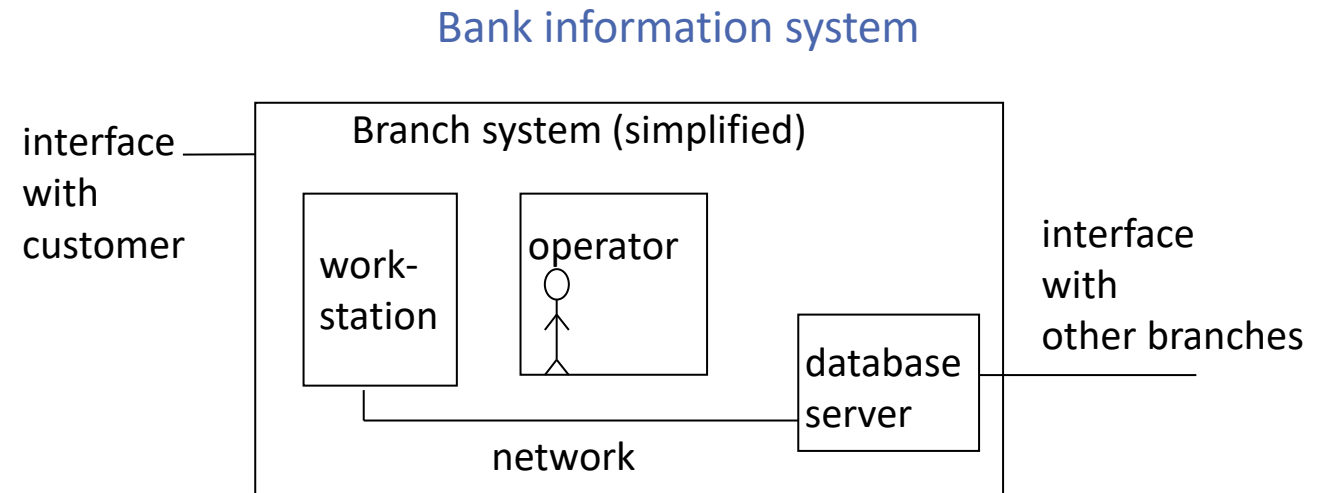 Bank information system
Branch system (simplified)
interface
with
customer
work-
station
operator
interface
with
other branches
database
server
network